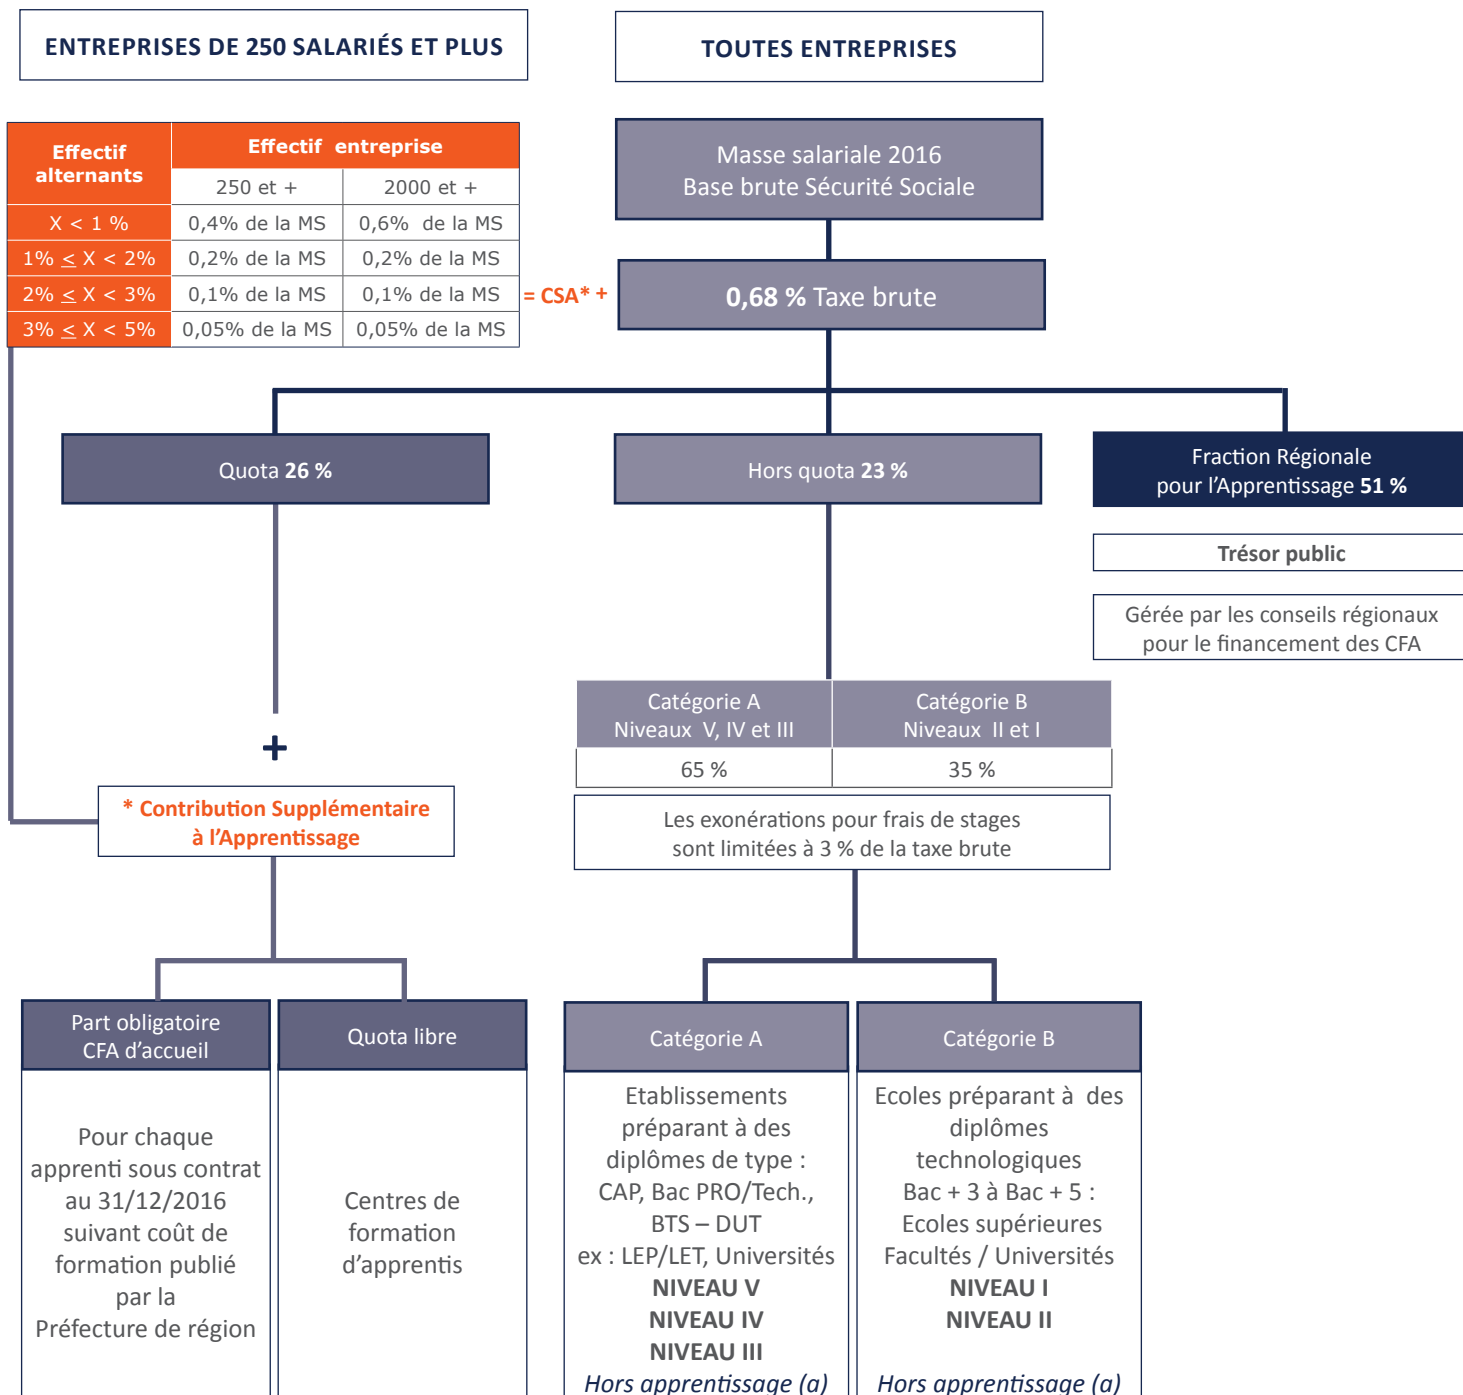 ENTREPRISES DE 250 SALARIÉS ET PLUS
TOUTES ENTREPRISES
Effectif
alternants
Effectif entreprise
250 et +
2000 et +
X < 1 %
0,4% de la MS
0,6% de la MS
1% ≤ X < 2%
0,2% de la MS
0,2% de la MS
2% ≤ X < 3%
0,1% de la MS
0,1% de la MS
3% ≤ X < 5%
0,05% de la MS
0,05% de la MS
= CSA* +
Masse salariale 2016
Base brute Sécurité Sociale
0,68 % Taxe brute
Quota 26 %
Hors quota 23 %
Fraction Régionale
pour l'Apprentissage 51 %
Trésor public
Gérée par les conseils régionaux
pour le financement des CFA
Catégorie A
Niveaux V, IV et III
Catégorie B
Niveaux II et I
65 %
35 %
+
* Contribution Supplémentaire
à l'Apprentissage
Les exonérations pour frais de stages
sont limitées à 3 % de la taxe brute
Part obligatoire
CFA d'accueil
Quota libre
Catégorie A
Catégorie B
Pour chaque
apprenti sous contrat
au 31/12/2016
suivant coût de
formation publié
par la
Préfecture de région
Centres de
formation
d'apprentis
Etablissements
préparant à des
diplômes de type :
CAP, Bac PRO/Tech.,
BTS – DUT
ex : LEP/LET, Universités
NIVEAU V
NIVEAU IV
NIVEAU III
Hors apprentissage (a)
Ecoles préparant à des
diplômes
technologiques
Bac + 3 à Bac + 5 :
Ecoles supérieures
Facultés / Universités
NIVEAU I
NIVEAU II
Hors apprentissage (a)